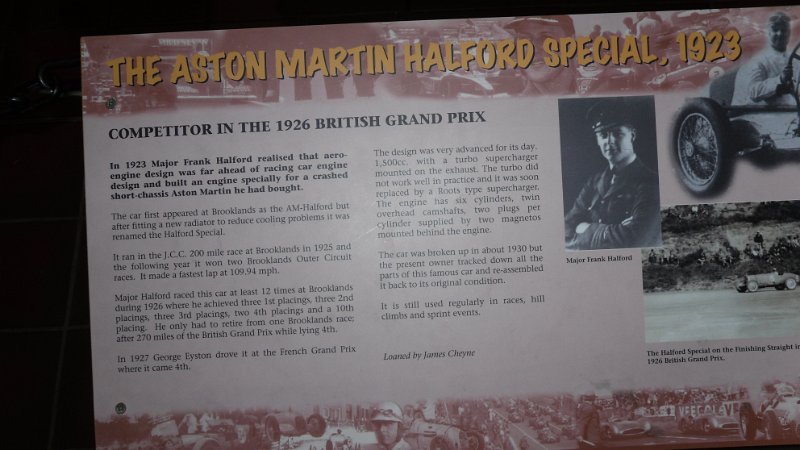 THE ASTON MARTIN HALFORD SPECIAL, 1923
COMPETITOR IN THE 1926 BRITISH GRAND PRIX
In 1923 Major Frank Halford realised that aero-
engine design was far ahead of racing car engine
design and built an engine specially for a crashed
short-chassis Aston Martin he had bought.
The car first appeared at Brooklands as the AM-Halford but
after fitting a new radiator to reduce cooling problems it was
renamed the Halford Special.
It ran in the J.C.C. 200 mile race at Brooklands in 1925 and
the following year it won two Brooklands Outer Circuit
races. It made a fastest lap at 109.94 mph.
Major Halford raced this car at least 12 times at Brooklands
during 1926 where he achieved three 1st placings, three 2nd
placings, three 3rd placings, two 4th placings and a 10th
placing. He only had to retire from one Brooklands race;
after 270 miles of the British Grand Prix while lying 4th.
In 1927 George Eyston drove it at the French Grand Prix
where it came 4th.
The design was very advanced for its day.
1,500cc. with a turbo supercharger
mounted on the exhaust. The turbo did
not work well in practice and it was soon
replaced by a Roots type supercharger.
The engine has six cylinders, twin
overhead camshafts, two plugs per
cylinder supplied by two magnetos
mounted behind the engine.
The car was broken up in about 1930 but
the present owner tracked down all the
parts of this famous car and re-assembled
it back to its original condition.
It is still used regularly in races, hill
climbs and sprint events.
Loaned by James Cheyne
Major Frank Halford
The Halford Special on the Finishing Straight in
1926 British Grand Prix.